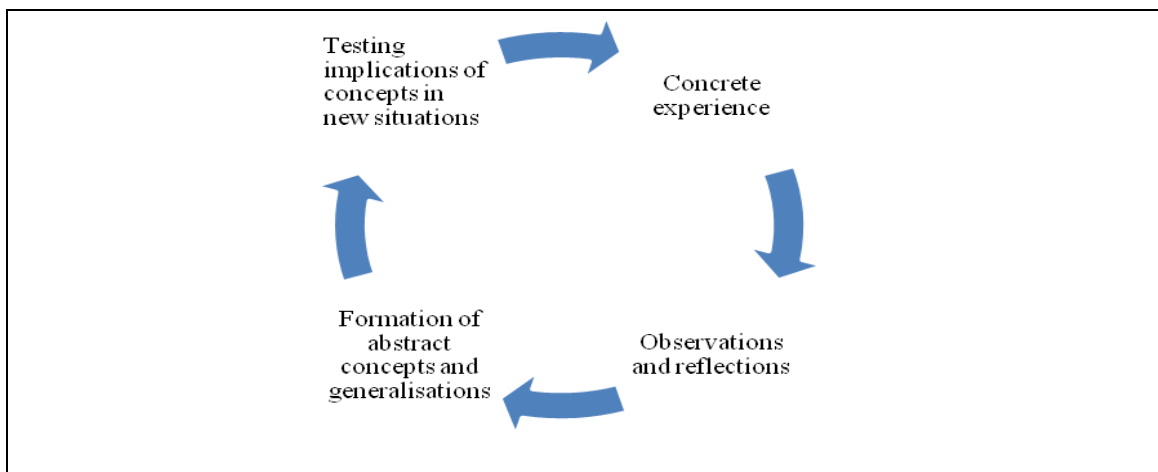 Testing
implications of
concepts in
new situations
Concrete
experience
Observations
and reflections
Formation of
abstract
concepts and
generalisations